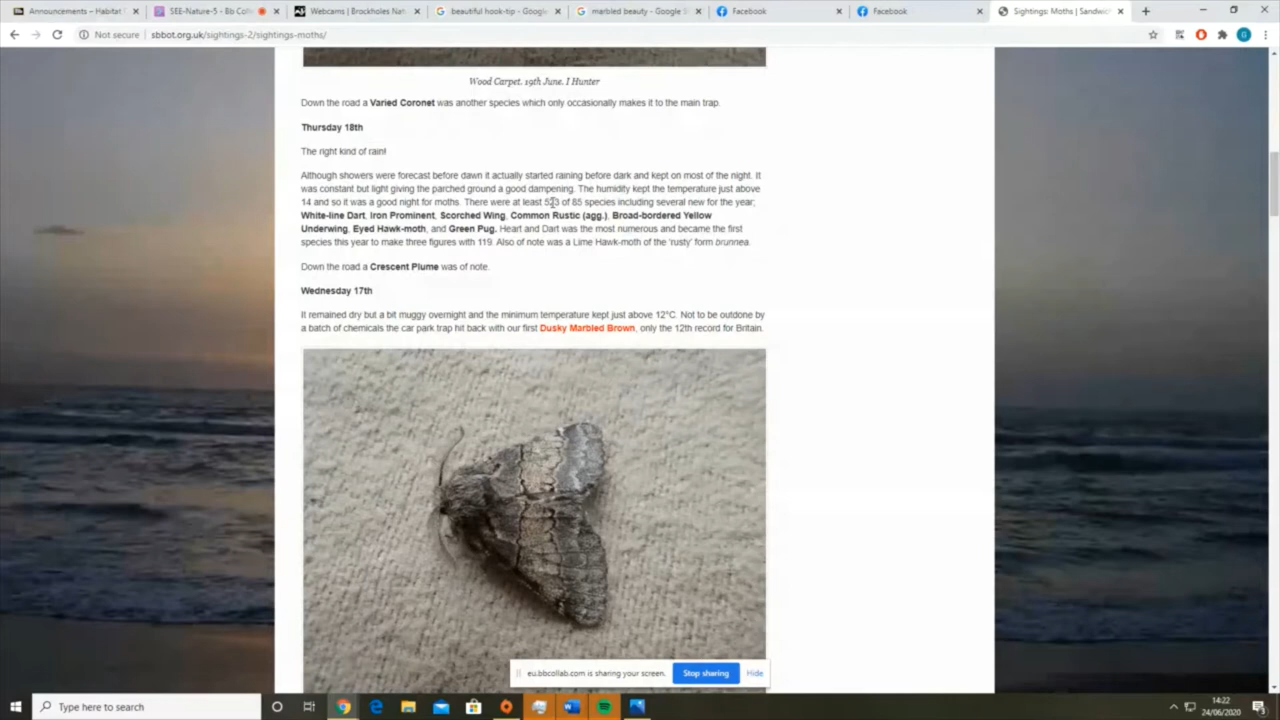 Announcements – Habitat
SEE-Nature-5 - Bb Coll
Webcams | Brockholes Nat
beautiful hook-tip - Google
marbled beauty - Google S
Facebook
Facebook
Sightings: Moths | Sandwic
Not secure | sbbot.org.uk/sightings-2/sightings-moths/
Wood Carpet. 19th June. I Hunter
Down the road a Varied Coronet was another species which only occasionally makes it to the main trap.
Thursday 18th
The right kind of rain!
Although showers were forecast before dawn it actually started raining before dark and kept on most of the night. It
was constant but light giving the parched ground a good dampening. The humidity kept the temperature just above
14 and so it was a good night for moths. There were at least 523 of 85 species including several new for the year;
White-line Dart, Iron Prominent, Scorched Wing, Common Rustic (agg.), Broad-bordered Yellow
Underwing, Eyed Hawk-moth, and Green Pug. Heart and Dart was the most numerous and became the first
species this year to make three figures with 119. Also of note was a Lime Hawk-moth of the 'rusty' form brunnea.
Down the road a Crescent Plume was of note.
Wednesday 17th
It remained dry but a bit muggy overnight and the minimum temperature kept just above 12°C. Not to be outdone by
a batch of chemicals the car park trap hit back with our first Dusky Marbled Brown, only the 12th record for Britain.
eu.bbcollab.com is sharing your screen.
Stop sharing
Hide
Type here to search
14:22
24/06/2020